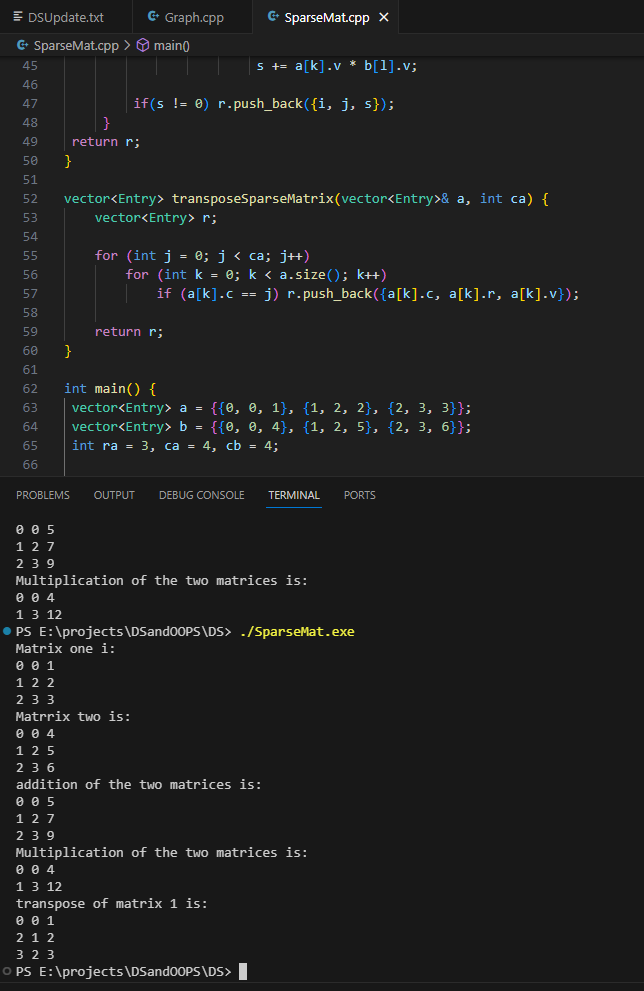 DSUpdate.txt Graph.cpp SparseMat.cpp
SparseMat.cpp > main()
45 s += a[k].v * b[l].v;
46
47 if(s != 0) r.push_back({i, j, s});
48 }
49 return r;
50 }
51
52 vector<Entry> transposeSparseMatrix(vector<Entry>& a, int ca) {
53 vector<Entry> r;
54
55 for (int j = 0; j < ca; j++)
56 for (int k = 0; k < a.size(); k++)
57 if (a[k].c == j) r.push_back({a[k].c, a[k].r, a[k].v});
58
59 return r;
60 }
61
62 int main() {
63 vector<Entry> a = {{0, 0, 1}, {1, 2, 2}, {2, 3, 3}};
64 vector<Entry> b = {{0, 0, 4}, {1, 2, 5}, {2, 3, 6}};
65 int ra = 3, ca = 4, cb = 4;
66
PROBLEMS OUTPUT DEBUG CONSOLE TERMINAL PORTS
0 0 5
1 2 7
2 3 9
Multiplication of the two matrices is:
0 0 4
1 3 12
PS E:\projects\DSandOOPS\DS> ./SparseMat.exe
Matrix one i:
0 0 1
1 2 2
2 3 3
Matrrix two is:
0 0 4
1 2 5
2 3 6
addition of the two matrices is:
0 0 5
1 2 7
2 3 9
Multiplication of the two matrices is:
0 0 4
1 3 12
transpose of matrix 1 is:
0 0 1
2 1 2
3 2 3
PS E:\projects\DSandOOPS\DS>